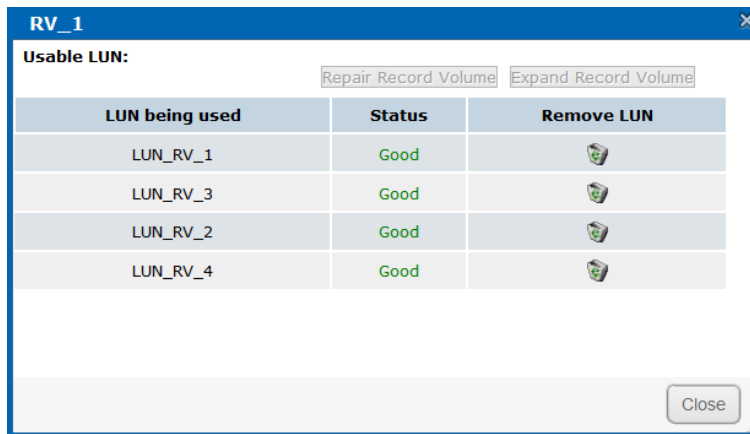 RV_1
Usable LUN:
Repair Record Volume Expand Record Volume
LUN being used Status Remove LUN
LUN_RV_1 Good
LUN_RV_3 Good
LUN_RV_2 Good
LUN_RV_4 Good
Close